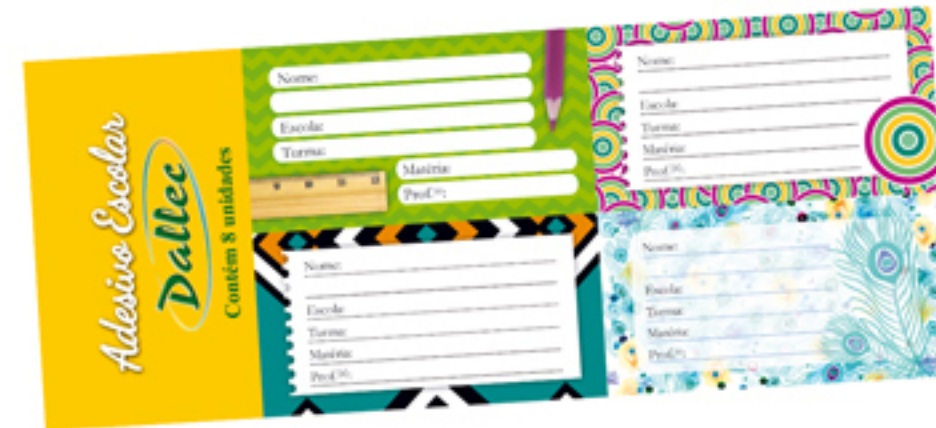 Adesivo Escolar
Dallec
Contém 8 unidades
Nome:
Escola:
Turma:
Matéria:
Prof.(a):
Nome:
Escola:
Turma:
Matéria:
Prof.(a):
Nome:
Escola:
Turma:
Matéria:
Prof.(a):
Nome:
Escola:
Turma:
Matéria:
Prof.(a):